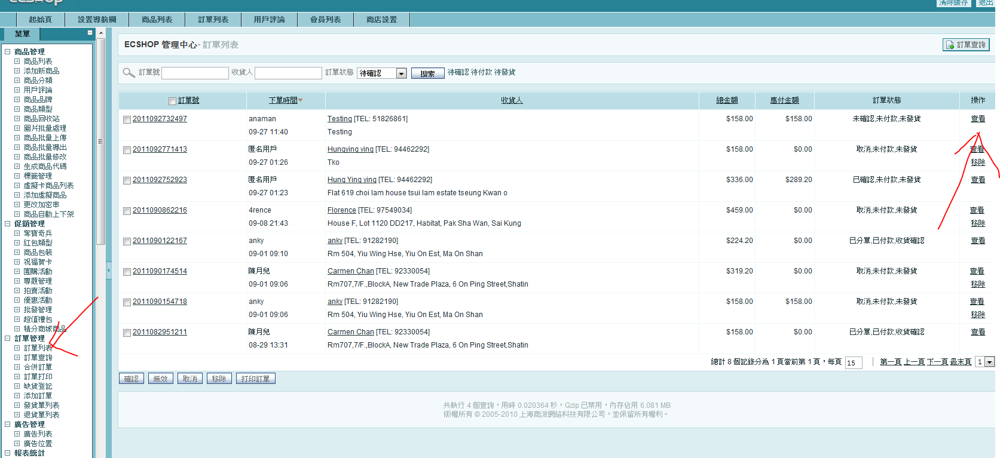 ECSHOP
清除緩存 退出
起始頁 設置導航欄 商品列表 訂單列表 用戶評論 會員列表 商店設置
菜單
商品管理
商品列表
添加新商品
商品分類
用戶評論
商品品牌
商品類型
商品回收站
圖片批量處理
商品批量上傳
商品批量導出
商品批量修改
生成商品代碼
標籤管理
虛擬卡商品列表
添加虛擬商品
更改加密串
商品自動上下架
促銷管理
奪寶奇兵
紅包類型
商品包裝
祝福賀卡
團購活動
專題管理
拍賣活動
優惠活動
批發管理
超值禮包
積分商城商品
訂單管理
訂單列表
訂單查詢
合併訂單
訂單打印
缺貨登記
添加訂單
發貨單列表
退貨單列表
廣告管理
廣告列表
廣告位置
報表統計
ECSHOP 管理中心- 訂單列表
訂單查詢
訂單號 收貨人 訂單狀態 待確認 搜索 待確認 待付款 待發貨
訂單號 下單時間 收貨人 總金額 應付金額 訂單狀態 操作
2011092732497 anaman Testing [TEL: 51826861] $158.00 $158.00 未確認,未付款,未發貨 查看
09-27 11:40 Testing
2011092771413 匿名用戶 Hungying ying [TEL: 94462292] $158.00 $0.00 取消,未付款,未發貨 查看
09-27 01:26 Tko 移除
2011092752923 匿名用戶 Hung Ying ying [TEL: 94462292] $336.00 $289.20 已確認,未付款,未發貨 查看
09-27 01:23 Flat 619 choi lam house tsui lam estate tseung Kwan o
2011090862216 4rence Florence [TEL: 97549034] $459.00 $0.00 取消,未付款,未發貨 查看
09-08 21:43 House F, Lot 1120 DD217, Habitat, Pak Sha Wan, Sai Kung 移除
2011090122167 anky anky [TEL: 91282190] $224.20 $0.00 已分單,已付款,收貨確認 查看
09-01 09:10 Rm 504, Yiu Wing Hse, Yiu On Est, Ma On Shan
2011090174514 陳月兒 Carmen Chan [TEL: 92330054] $319.20 $0.00 取消,未付款,未發貨 查看
09-01 09:06 Rm707,7/F.,BlockA, New Trade Plaza, 6 On Ping Street,Shatin 移除
2011090154718 anky anky [TEL: 91282190] $158.00 $158.00 取消,未付款,未發貨 查看
09-01 09:06 Rm 504, Yiu Wing Hse, Yiu On Est, Ma On Shan 移除
2011082951211 陳月兒 Carmen Chan [TEL: 92330054] $158.00 $0.00 已分單,已付款,收貨確認 查看
08-29 13:31 Rm707,7/F.,BlockA, New Trade Plaza, 6 On Ping Street,Shatin
總計 8 個記錄分為 1 頁當前第 1 頁，每頁 15 | 第一頁 上一頁 下一頁 最末頁 1
確認 無效 取消 移除 打印訂單
共執行 4 個查詢，用時 0.020364 秒，Gzip 已禁用，內存佔用 6.081 MB
版權所有 © 2005-2010 上海商派網絡科技有限公司，並保留所有權利。